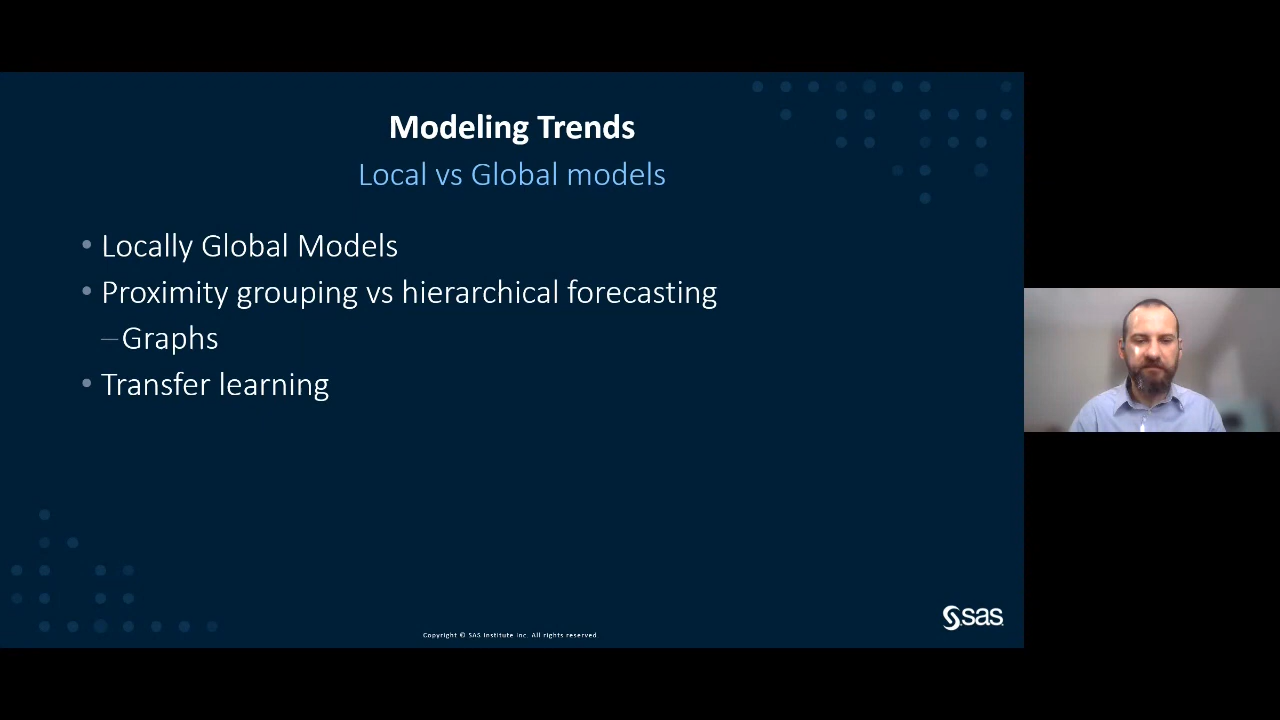 Modeling Trends
Local vs Global models
• Locally Global Models
• Proximity grouping vs hierarchical forecasting
–Graphs
• Transfer learning
sas
Copyright © SAS Institute Inc. All rights reserved